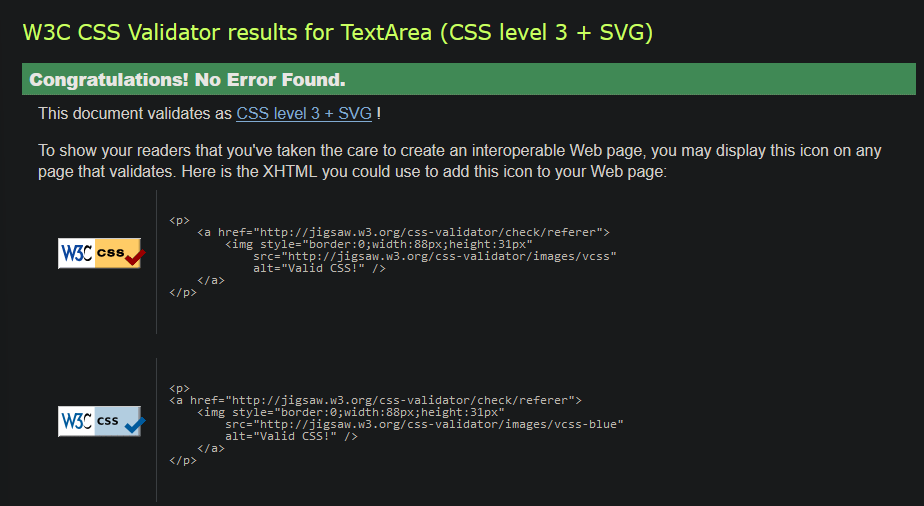 W3C CSS Validator results for TextArea (CSS level 3 + SVG)
Congratulations! No Error Found.
This document validates as CSS level 3 + SVG !
To show your readers that you've taken the care to create an interoperable Web page, you may display this icon on any
page that validates. Here is the XHTML you could use to add this icon to your Web page:
W3C css
<p>
<a href="http://jigsaw.w3.org/css-validator/check/referer">
<img style="border:0;width:88px;height:31px"
src="http://jigsaw.w3.org/css-validator/images/vcss"
alt="Valid CSS!" />
</a>
</p>
W3C css
<p>
<a href="http://jigsaw.w3.org/css-validator/check/referer">
<img style="border:0;width:88px;height:31px"
src="http://jigsaw.w3.org/css-validator/images/vcss-blue"
alt="Valid CSS!" />
</a>
</p>